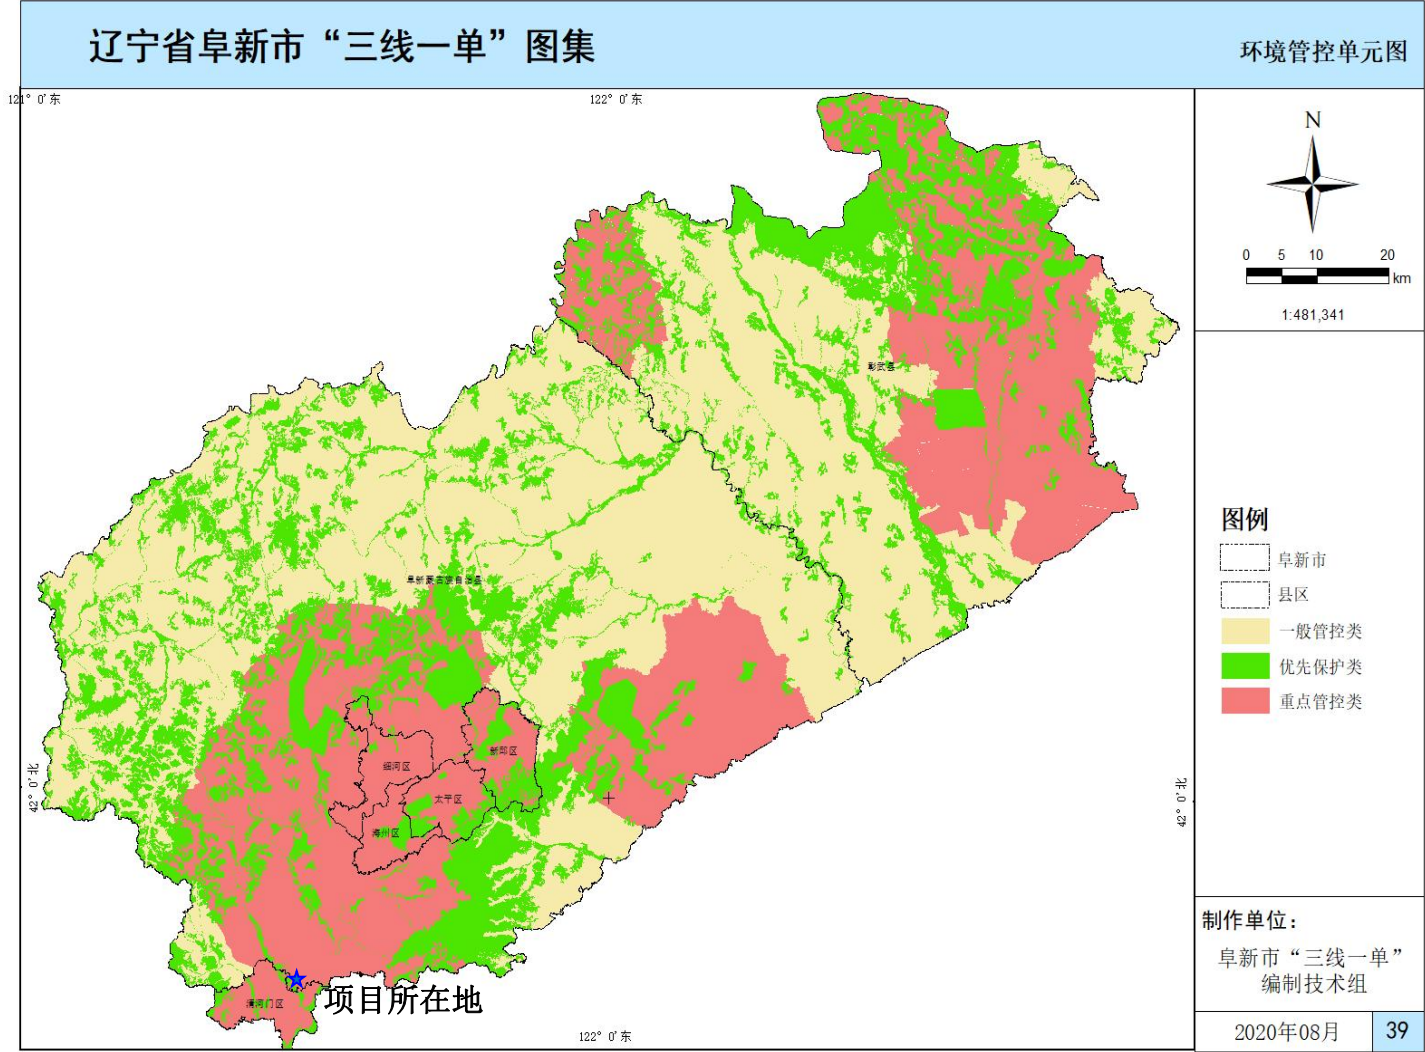 辽宁省阜新市“三线一单”图集
环境管控单元图
121° 0′东
122° 0′东
N
0 5 10 20
km
1:481,341
彰武县
图例
阜新市
县区
一般管控类
优先保护类
重点管控类
阜新蒙古族自治县
新邱区
细河区
太平区
海州区
42° 0′北
42° 0′北
清河门区
项目所在地
122° 0′东
制作单位：
阜新市“三线一单”
编制技术组
2020年08月
39